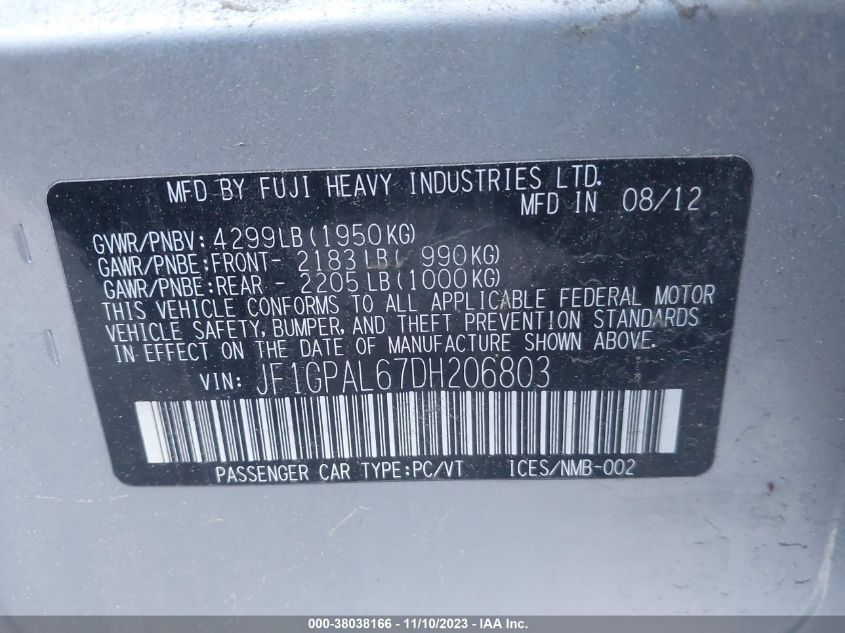 MFD BY FUJI HEAVY INDUSTRIES LTD.
MFD IN 08/12
GVWR/PNBV: 4299LB(1950KG)
GAWR/PNBE:FRONT- 2183LB( 990KG)
GAWR/PNBE:REAR - 2205LB(1000KG)
THIS VEHICLE CONFORMS TO ALL APPLICABLE FEDERAL MOTOR
VEHICLE SAFETY, BUMPER, AND THEFT PREVENTION STANDARDS
IN EFFECT ON THE DATE OF MANUFACTURE SHOWN ABOVE.
VIN: JF1GPAL67DH206803
PASSENGER CAR TYPE:PC/VT ICES/NMB-002
000-38038166 - 11/10/2023 - IAA Inc.